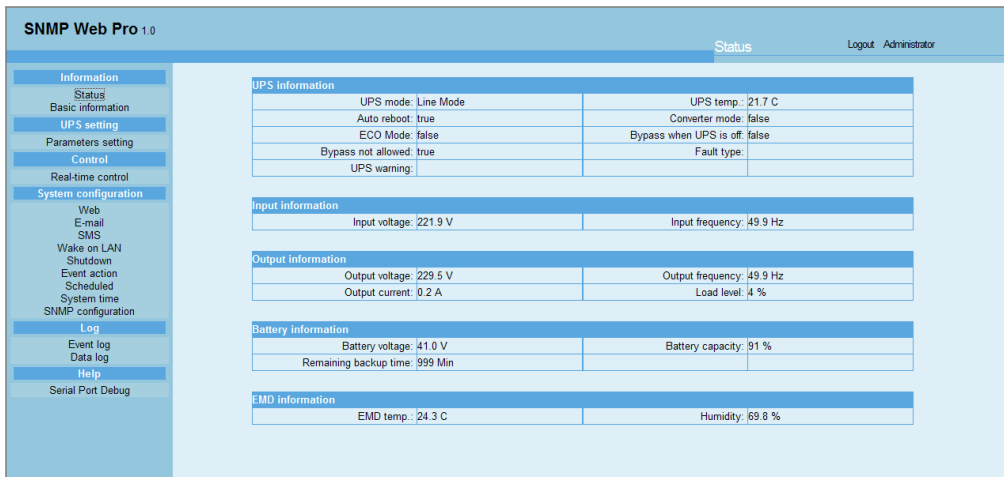 SNMP Web Pro 1.0
Status
Logout Administrator
Information
Status
Basic information
UPS setting
Parameters setting
Control
Real-time control
System configuration
Web
E-mail
SMS
Wake on LAN
Shutdown
Event action
Scheduled
System time
SNMP configuration
Log
Event log
Data log
Help
Serial Port Debug
UPS information
UPS mode: Line Mode UPS temp.: 21.7 C
Auto reboot: true Converter mode: false
ECO Mode: false Bypass when UPS is off: false
Bypass not allowed: true Fault type:
UPS warning:
Input information
Input voltage: 221.9 V Input frequency: 49.9 Hz
Output information
Output voltage: 229.5 V Output frequency: 49.9 Hz
Output current: 0.2 A Load level: 4 %
Battery information
Battery voltage: 41.0 V Battery capacity: 91 %
Remaining backup time: 999 Min
EMD information
EMD temp.: 24.3 C Humidity: 69.8 %